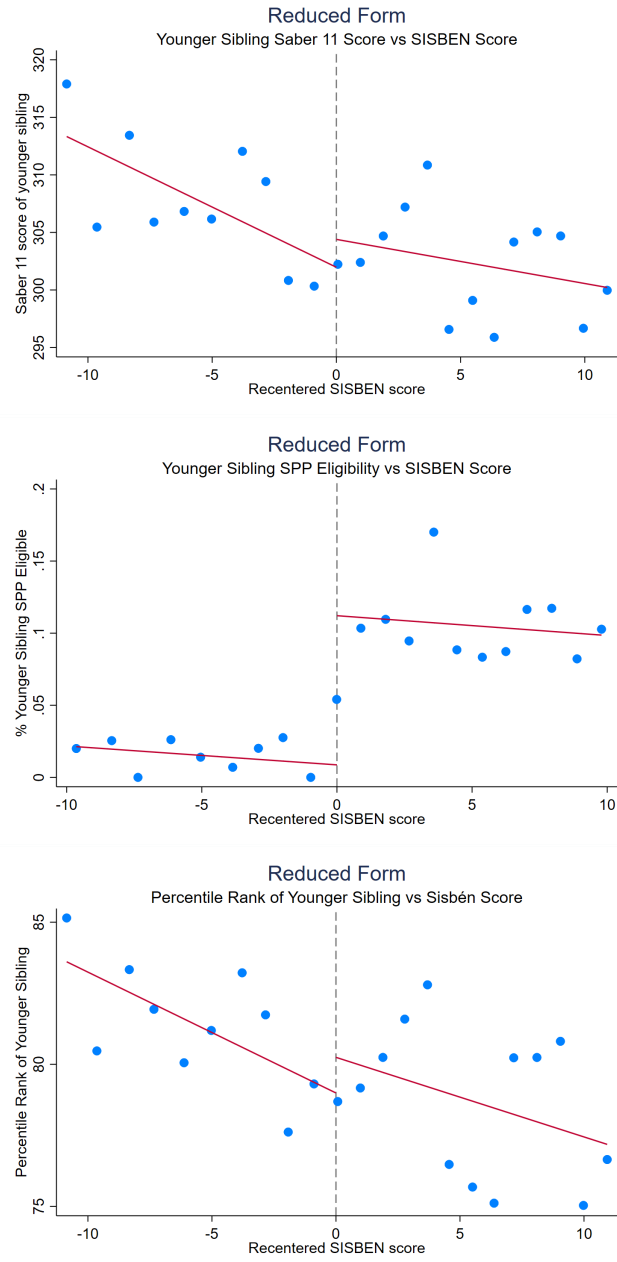 Reduced Form
Younger Sibling Saber 11 Score vs SISBEN Score
Saber 11 score of younger sibling
320
315
310
305
300
295
-10 -5 0 5 10
Recentered SISBEN score
Reduced Form
Younger Sibling SPP Eligibility vs SISBEN Score
% Younger Sibling SPP Eligible
.2
.15
.1
.05
0
-10 -5 0 5 10
Recentered SISBEN score
Reduced Form
Percentile Rank of Younger Sibling vs Sisbén Score
Percentile Rank of Younger Sibling
85
80
75
-10 -5 0 5 10
Recentered SISBEN score